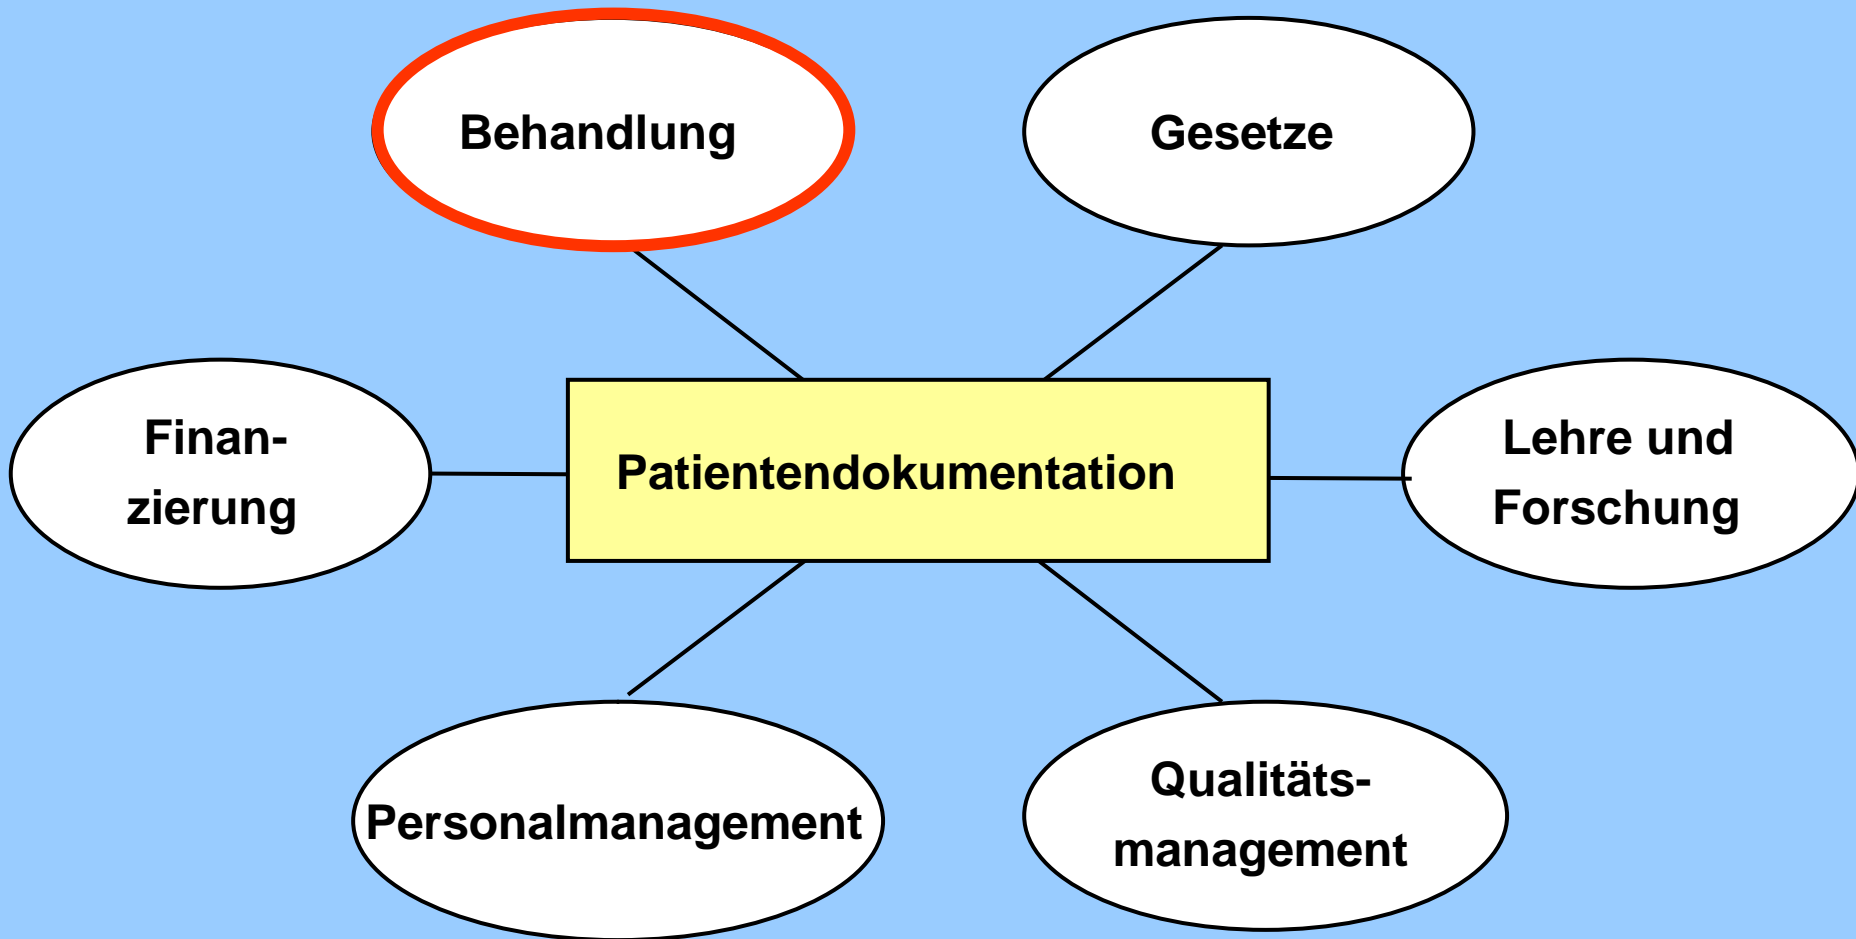 Behandlung
Gesetze
Finan-
zierung
Patientendokumentation
Lehre und
Forschung
Personalmanagement
Qualitäts-
management